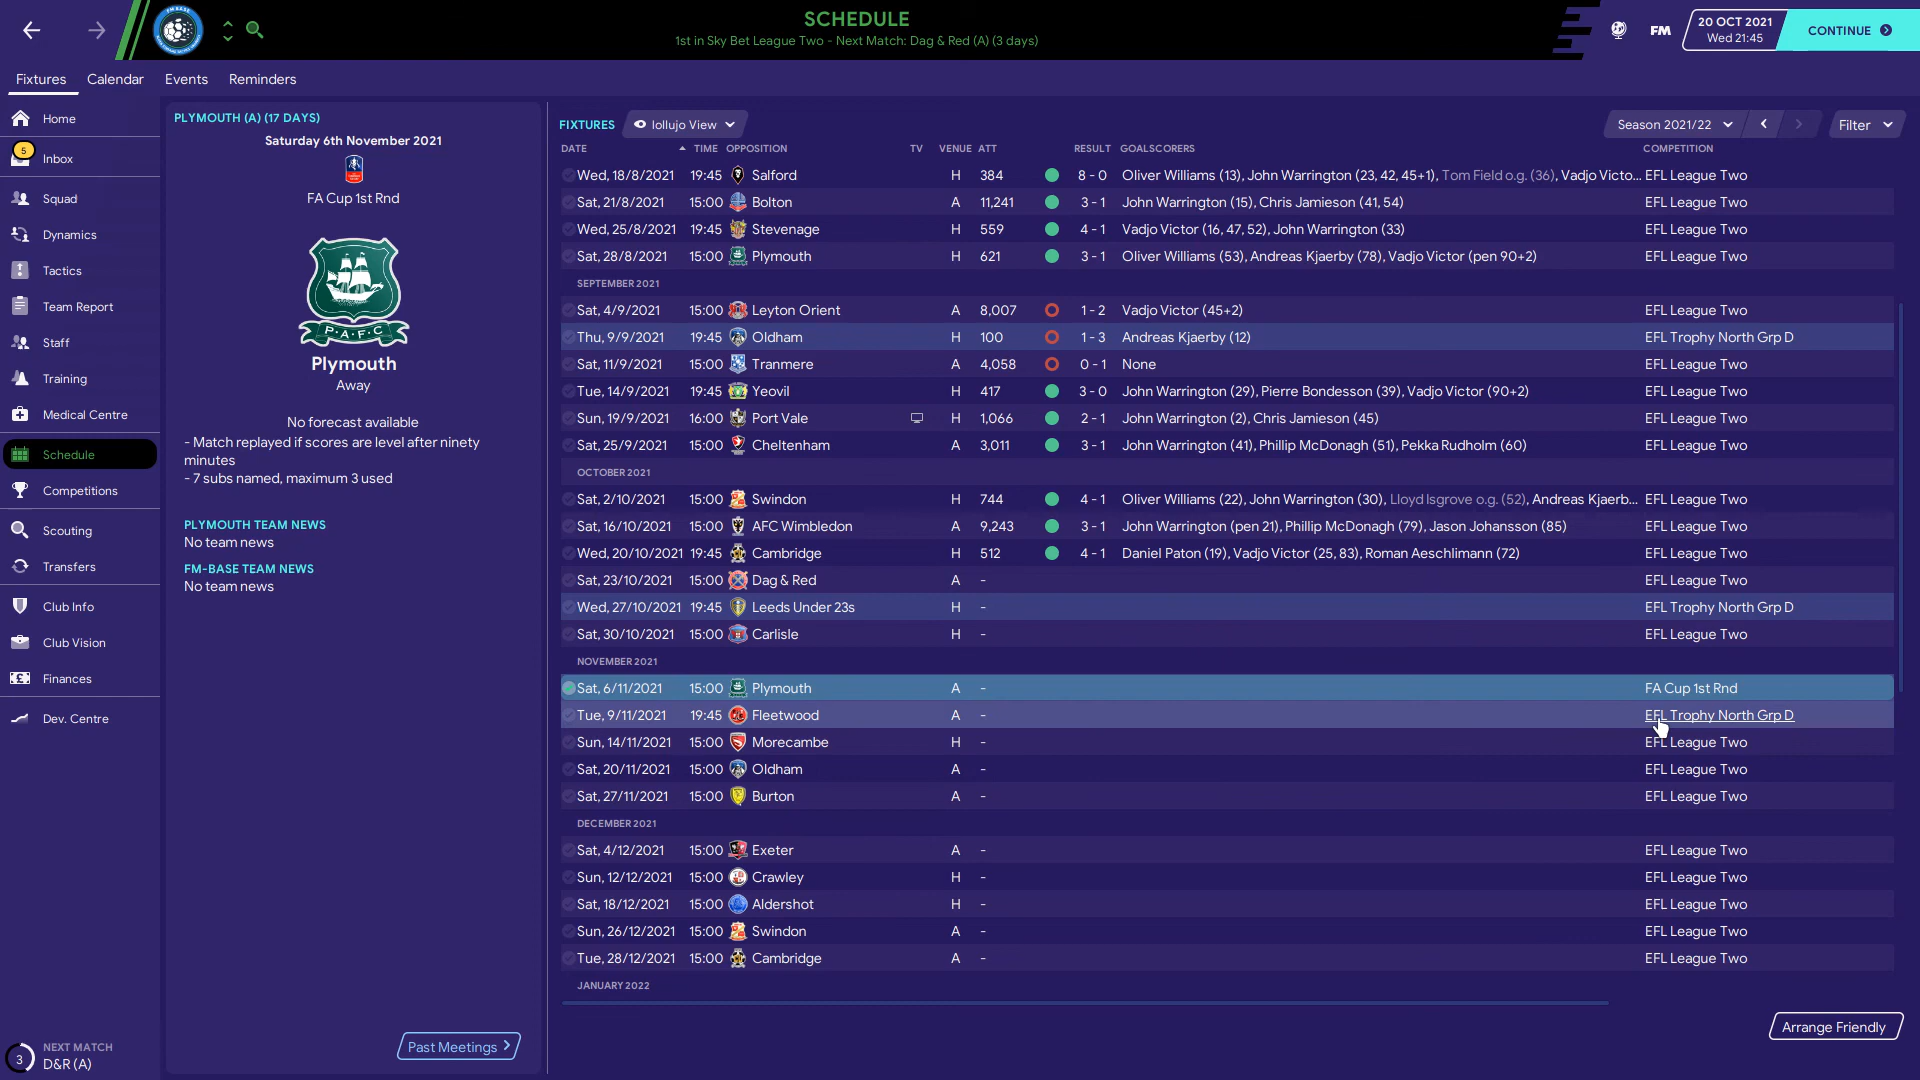 SCHEDULE
1st in Sky Bet League Two - Next Match: Dag & Red (A) (3 days)
FM
20 OCT 2021
Wed 21:45
CONTINUE
Fixtures Calendar Events Reminders
Home
5
Inbox
Squad
Dynamics
Tactics
Team Report
Staff
Training
Medical Centre
Schedule
Competitions
Scouting
Transfers
Club Info
Club Vision
Finances
Dev. Centre
3
NEXT MATCH
D&R (A)
PLYMOUTH (A) (17 DAYS)
Saturday 6th November 2021
FA Cup 1st Rnd
P·A·F·C
Plymouth
Away
No forecast available
- Match replayed if scores are level after ninety
minutes
- 7 subs named, maximum 3 used
PLYMOUTH TEAM NEWS
No team news
FM-BASE TEAM NEWS
No team news
Past Meetings
FIXTURES lollujo View Season 2021/22 Filter
DATE TIME OPPOSITION TV VENUE ATT RESULT GOALSCORERS COMPETITION
Wed, 18/8/2021 19:45 Salford H 384 8 - 0 Oliver Williams (13), John Warrington (23, 42, 45+1), Tom Field o.g. (36), Vadjo Victo... EFL League Two
Sat, 21/8/2021 15:00 Bolton A 11,241 3 - 1 John Warrington (15), Chris Jamieson (41, 54) EFL League Two
Wed, 25/8/2021 19:45 Stevenage H 559 4 - 1 Vadjo Victor (16, 47, 52), John Warrington (33) EFL League Two
Sat, 28/8/2021 15:00 Plymouth H 621 3 - 1 Oliver Williams (53), Andreas Kjaerby (78), Vadjo Victor (pen 90+2) EFL League Two
SEPTEMBER 2021
Sat, 4/9/2021 15:00 Leyton Orient A 8,007 1 - 2 Vadjo Victor (45+2) EFL League Two
Thu, 9/9/2021 19:45 Oldham H 100 1 - 3 Andreas Kjaerby (12) EFL Trophy North Grp D
Sat, 11/9/2021 15:00 Tranmere A 4,058 0 - 1 None EFL League Two
Tue, 14/9/2021 19:45 Yeovil H 417 3 - 0 John Warrington (29), Pierre Bondesson (39), Vadjo Victor (90+2) EFL League Two
Sun, 19/9/2021 16:00 Port Vale H 1,066 2 - 1 John Warrington (2), Chris Jamieson (45) EFL League Two
Sat, 25/9/2021 15:00 Cheltenham A 3,011 3 - 1 John Warrington (41), Phillip McDonagh (51), Pekka Rudholm (60) EFL League Two
OCTOBER 2021
Sat, 2/10/2021 15:00 Swindon H 744 4 - 1 Oliver Williams (22), John Warrington (30), Lloyd Isgrove o.g. (52), Andreas Kjaerb... EFL League Two
Sat, 16/10/2021 15:00 AFC Wimbledon A 9,243 3 - 1 John Warrington (pen 21), Phillip McDonagh (79), Jason Johansson (85) EFL League Two
Wed, 20/10/2021 19:45 Cambridge H 512 4 - 1 Daniel Paton (19), Vadjo Victor (25, 83), Roman Aeschlimann (72) EFL League Two
Sat, 23/10/2021 15:00 Dag & Red A - EFL League Two
Wed, 27/10/2021 19:45 Leeds Under 23s H - EFL Trophy North Grp D
Sat, 30/10/2021 15:00 Carlisle H - EFL League Two
NOVEMBER 2021
Sat, 6/11/2021 15:00 Plymouth A - FA Cup 1st Rnd
Tue, 9/11/2021 19:45 Fleetwood A - EFL Trophy North Grp D
Sun, 14/11/2021 15:00 Morecambe H - EFL League Two
Sat, 20/11/2021 15:00 Oldham A - EFL League Two
Sat, 27/11/2021 15:00 Burton A - EFL League Two
DECEMBER 2021
Sat, 4/12/2021 15:00 Exeter A - EFL League Two
Sun, 12/12/2021 15:00 Crawley H - EFL League Two
Sat, 18/12/2021 15:00 Aldershot H - EFL League Two
Sun, 26/12/2021 15:00 Swindon A - EFL League Two
Tue, 28/12/2021 15:00 Cambridge A - EFL League Two
JANUARY 2022
Arrange Friendly